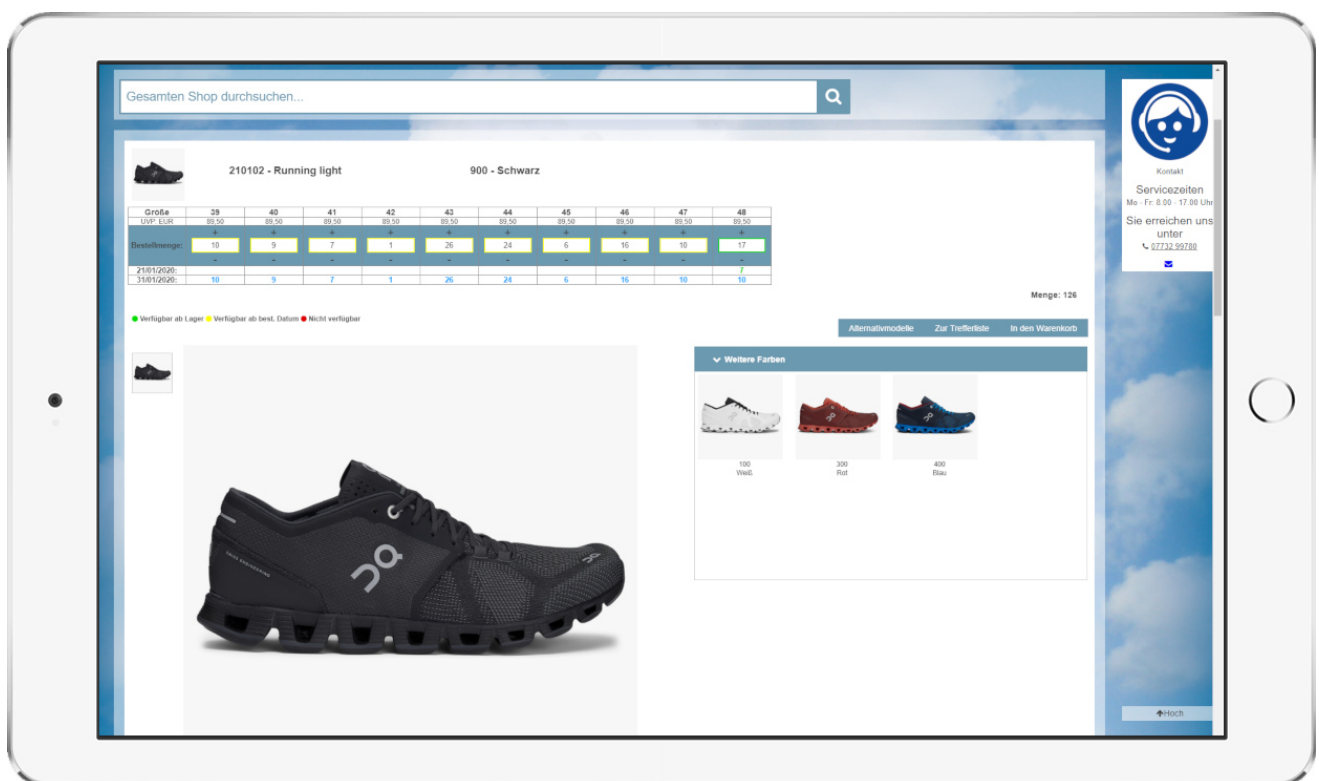 Gesamten Shop durchsuchen...
210102 - Running light 900 - Schwarz
Größe 39 40 41 42 43 44 45 46 47 48
UVP. EUR 89,50 89,50 89,50 89,50 89,50 89,50 89,50 89,50 89,50 89,50
+ + + + + + + + + +
Bestellmenge: 10 9 7 1 26 24 6 16 10 17
- - - - - - - - - -
21/01/2020: 7
31/01/2020: 10 9 7 1 26 24 6 16 10 10
Menge: 126
Verfügbar ab Lager Verfügbar ab best. Datum Nicht verfügbar
Alternativmodelle Zur Trefferliste In den Warenkorb
Weitere Farben
100 300 400
Weiß Rot Blau
SWISS ENGINEERING
Kontakt
Servicezeiten
Mo - Fr: 8.00 - 17.00 Uhr
Sie erreichen uns
unter
07732 99788
Hoch